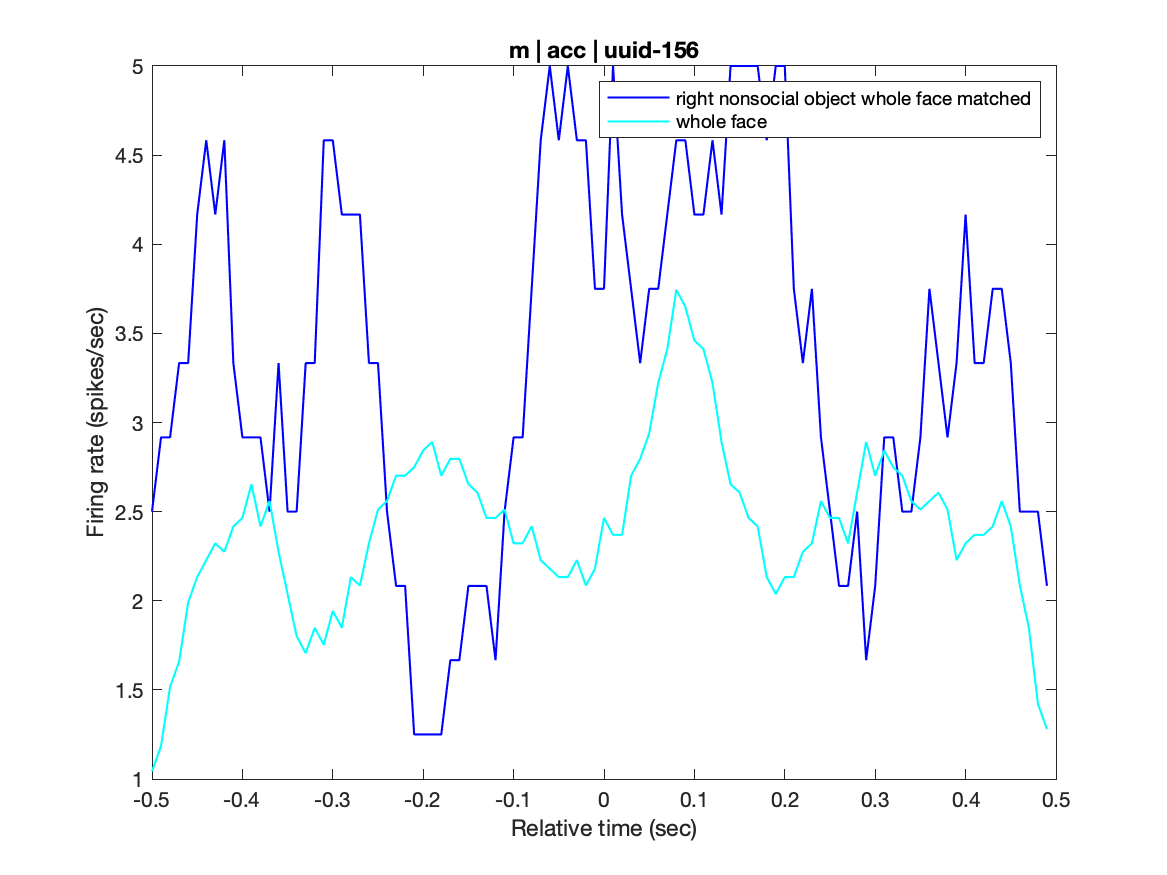 m | acc | uuid-156
right nonsocial object whole face matched
whole face
Firing rate (spikes/sec)
5
4.5
4
3.5
3
2.5
2
1.5
1
-0.5 -0.4 -0.3 -0.2 -0.1 0 0.1 0.2 0.3 0.4 0.5
Relative time (sec)